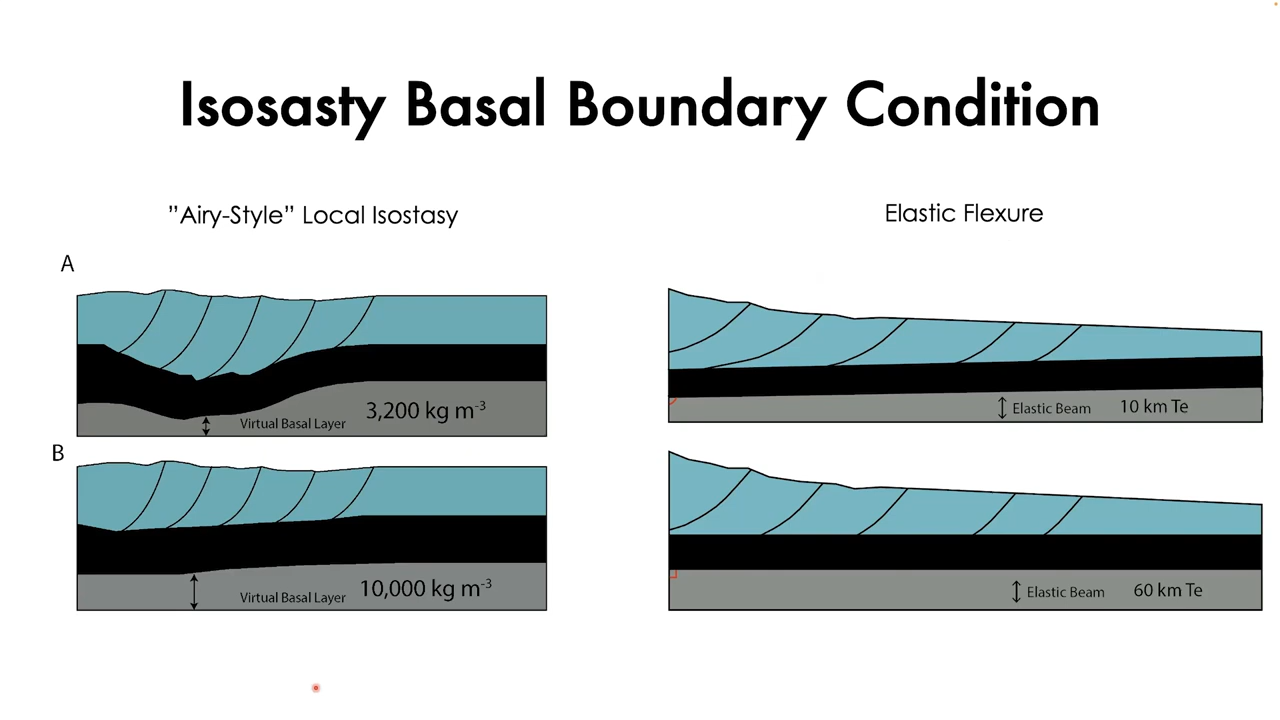 Isosasty Basal Boundary Condition
”Airy-Style” Local Isostasy
Elastic Flexure
A
Virtual Basal Layer 3,200 kg m⁻³
Elastic Beam 10 km Te
B
Virtual Basal Layer 10,000 kg m⁻³
Elastic Beam 60 km Te